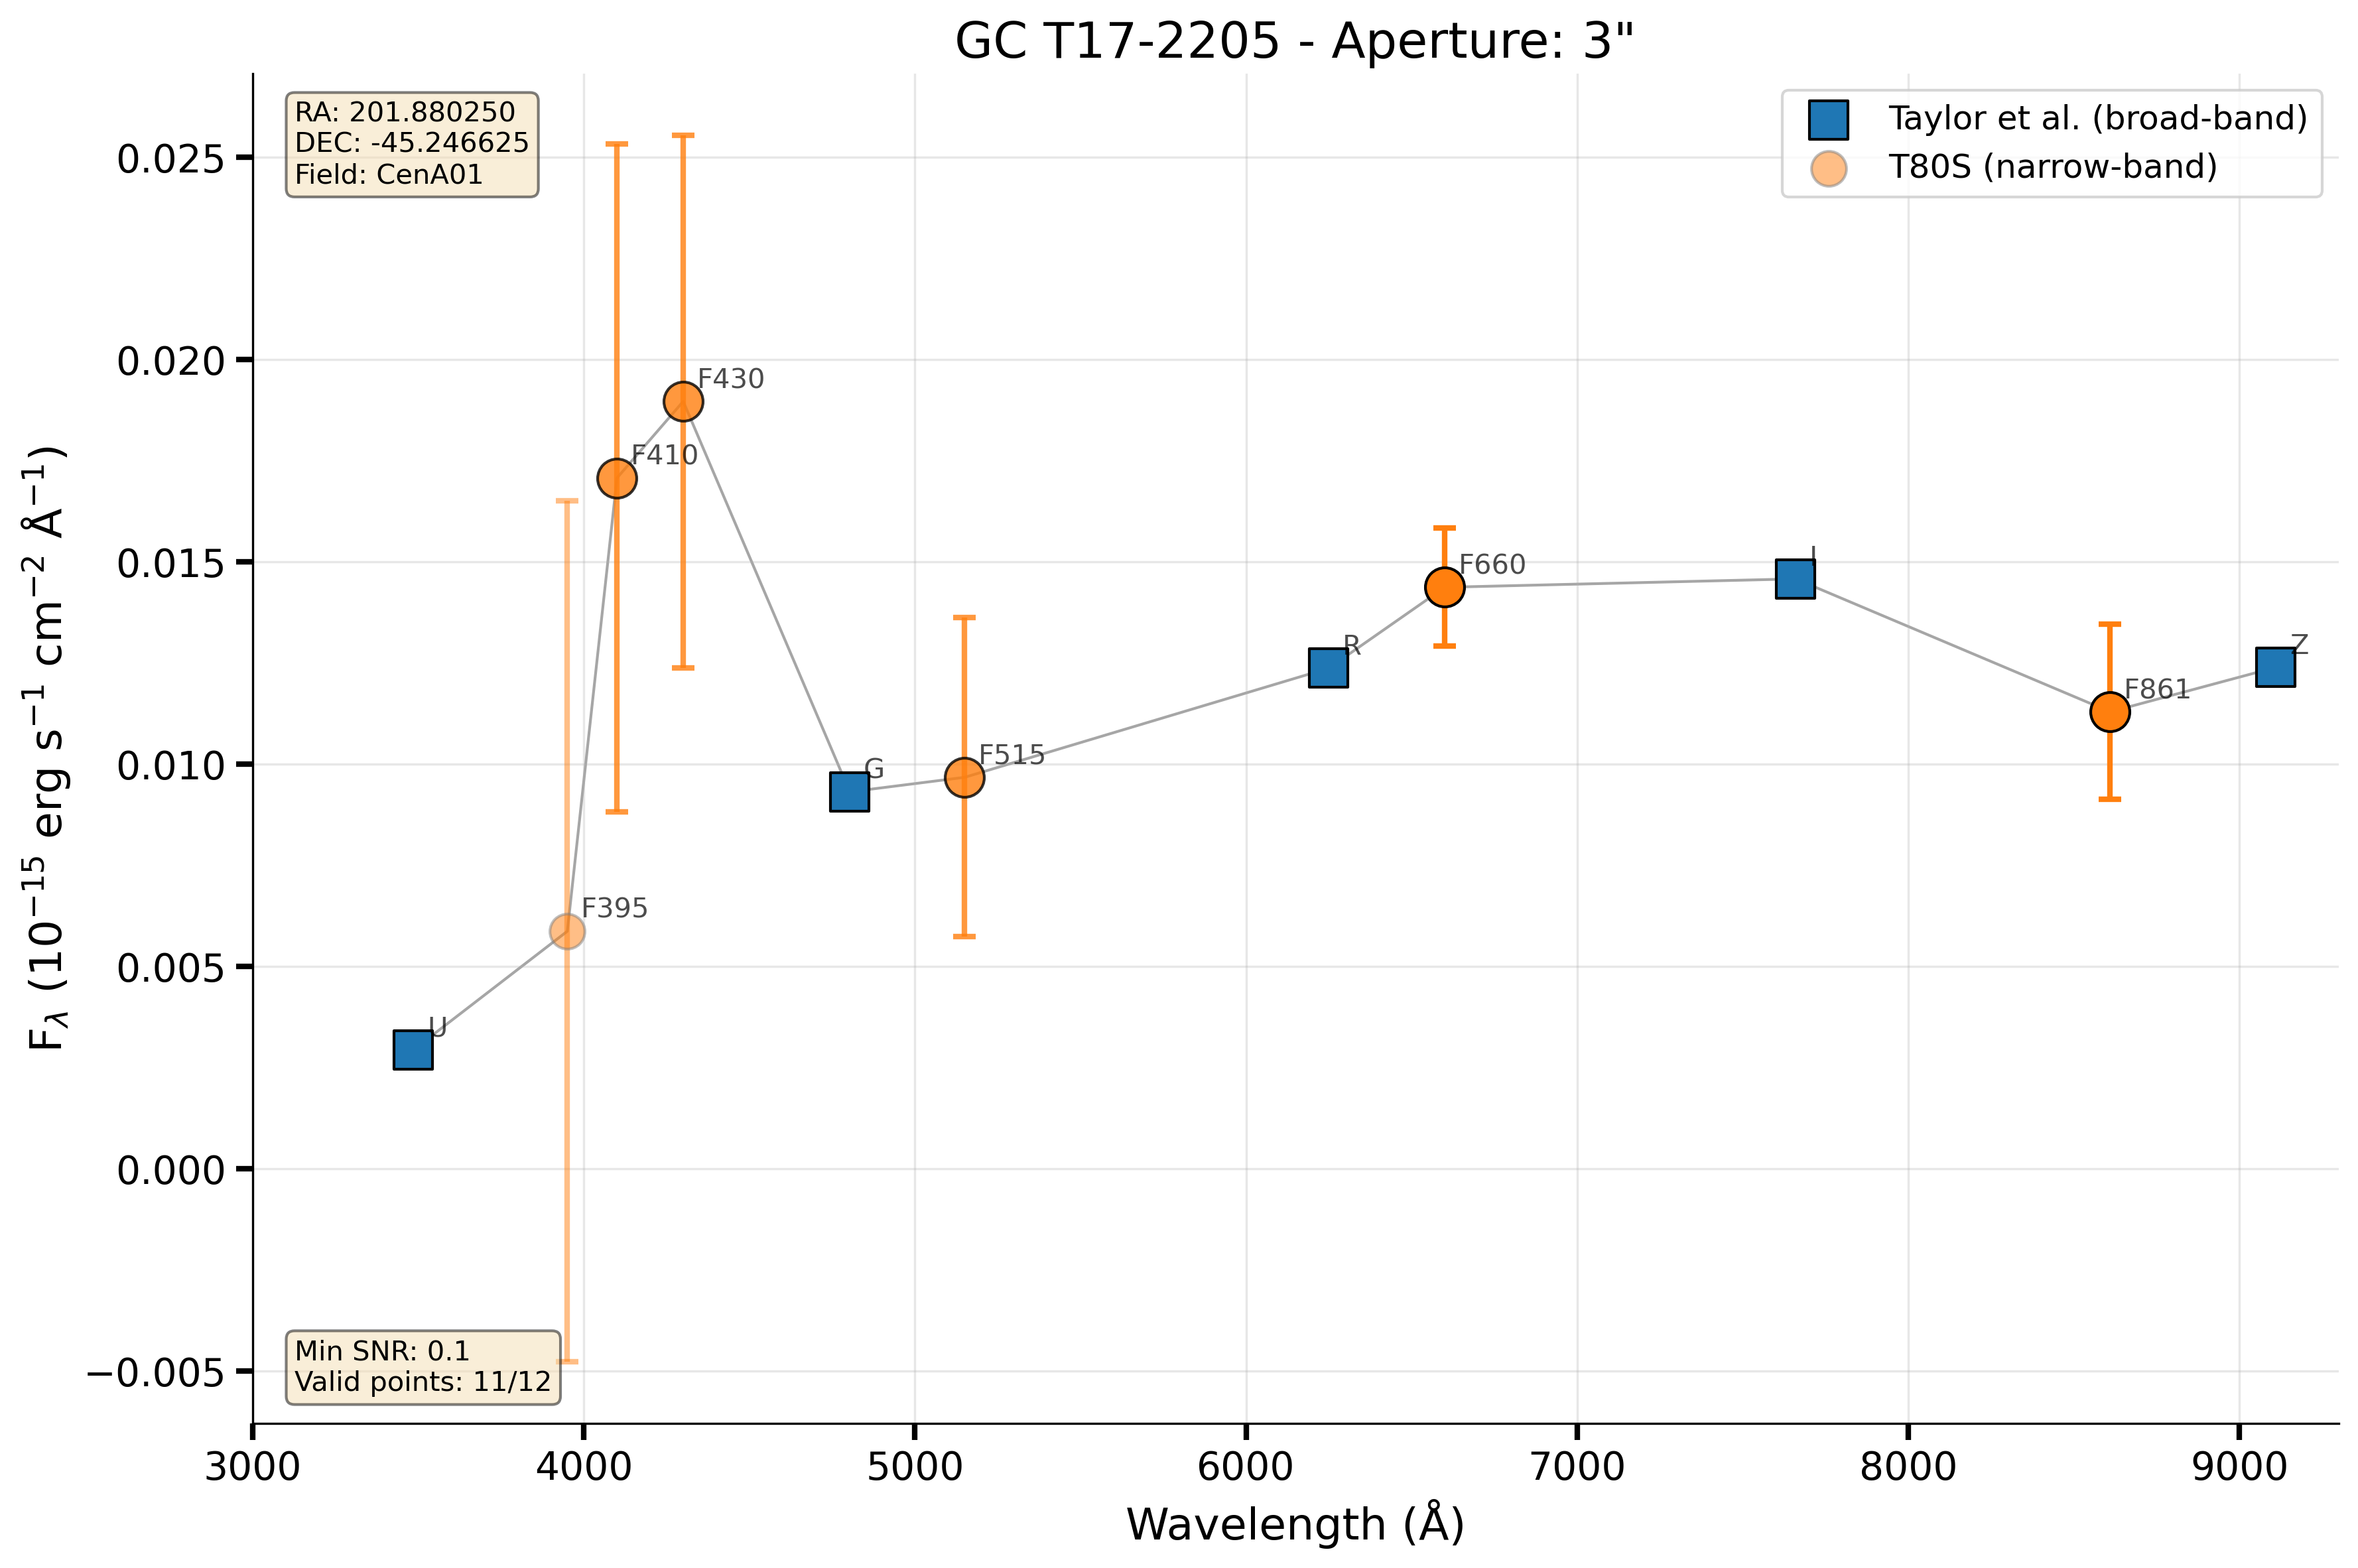 GC T17-2205 - Aperture: 3"
RA: 201.880250
DEC: -45.246625
Field: CenA01
Taylor et al. (broad-band)
T80S (narrow-band)
F_λ (10⁻¹⁵ erg s⁻¹ cm⁻² Å⁻¹)
0.025
0.020
0.015
0.010
0.005
0.000
−0.005
U
F395
F410
F430
G
F515
R
F660
I
F861
Z
Min SNR: 0.1
Valid points: 11/12
3000
4000
5000
6000
7000
8000
9000
Wavelength (Å)